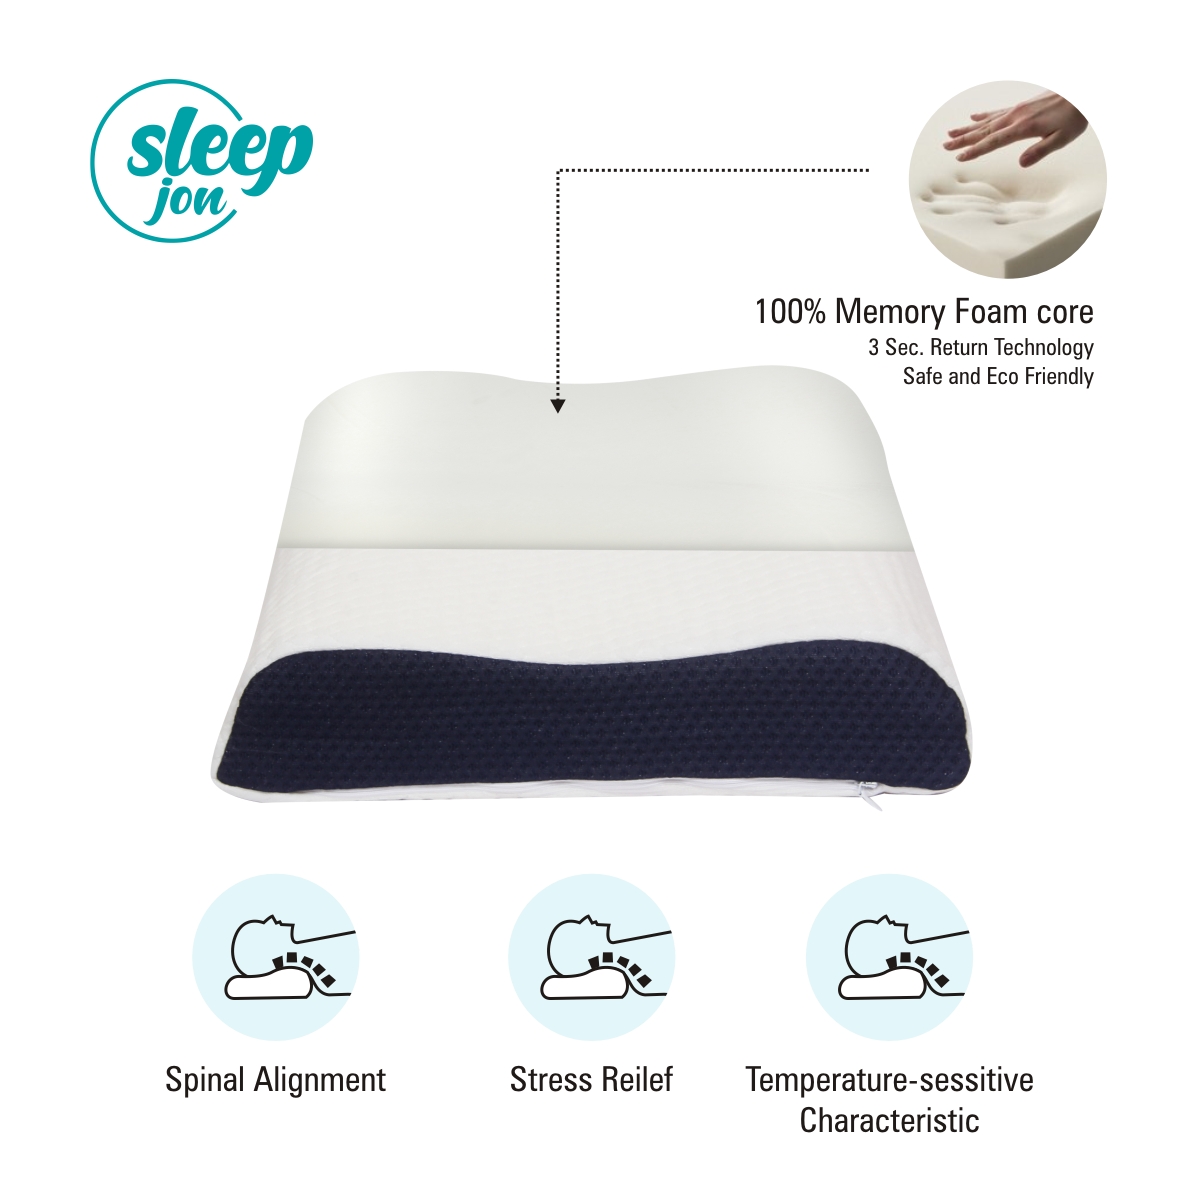 sleep
jon
100% Memory Foam core
3 Sec. Return Technology
Safe and Eco Friendly
Spinal Alignment
Stress Reilef
Temperature-sessitive
Characteristic